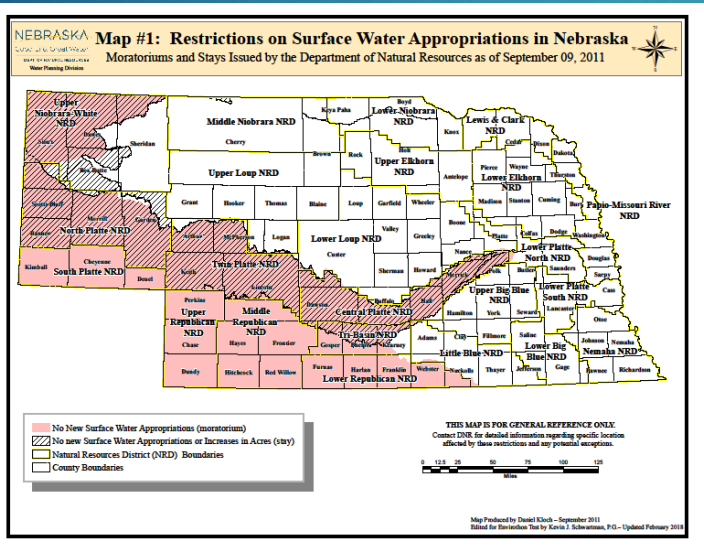 NEBRASKA
Map #1: Restrictions on Surface Water Appropriations in Nebraska
Moratoriums and Stays Issued by the Department of Natural Resources as of September 09, 2011
Water Planning Division
Upper
Niobrara-White
NRD
Sioux
Dawes
Box Butte
Sheridan
Middle Niobrara NRD
Cherry
Keya Paha
Boyd
Lower Niobrara
NRD
Brown
Rock
Holt
Upper Elkhorn
NRD
Knox
Lewis & Clark
NRD
Cedar
Dixon
Dakota
Antelope
Pierce
Wayne
Thurston
Lower Elkhorn
NRD
Madison
Stanton
Cuming
Burt
Papio-Missouri River
NRD
Upper Loup NRD
Grant
Hooker
Thomas
Blaine
Loup
Garfield
Wheeler
Scotts Bluff
Banner
Morrill
North Platte NRD
Garden
Kimball
Cheyenne
South Platte NRD
Deuel
Arthur
McPherson
Logan
Twin Platte NRD
Keith
Lincoln
Lower Loup NRD
Custer
Valley
Greeley
Sherman
Howard
Boone
Nance
Platte
Colfax
Dodge
Washington
Lower Platte
North NRD
Merrick
Polk
Butler
Saunders
Douglas
Sarpy
Cass
Lower Platte
South NRD
Lancaster
Otoe
Dawson
Buffalo
Hall
Central Platte NRD
Upper Big Blue
NRD
Hamilton
York
Seward
Perkins
Upper
Republican
NRD
Chase
Dundy
Middle
Republican
NRD
Hayes
Frontier
Hitchcock
Red Willow
Tri-Basin NRD
Gosper
Phelps
Kearney
Adams
Clay
Fillmore
Saline
Little Blue NRD
Lower Big
Blue NRD
Johnson
Nemaha
Nemaha NRD
Furnas
Harlan
Franklin
Webster
Lower Republican NRD
Nuckolls
Thayer
Jefferson
Gage
Pawnee
Richardson
No New Surface Water Appropriations (moratorium)
No new Surface Water Appropriations or Increases in Acres (stay)
Natural Resources District (NRD) Boundaries
County Boundaries
THIS MAP IS FOR GENERAL REFERENCE ONLY.
Contact DNR for detailed information regarding specific location
affected by these restrictions and any potential exceptions.
0 12.5 25 50 75 100 125
Miles
Map Produced by Daniel Kloch – September 2011
Edited for Envirothon Test by Kevin J. Schwartman, P.G. – Updated February 2018